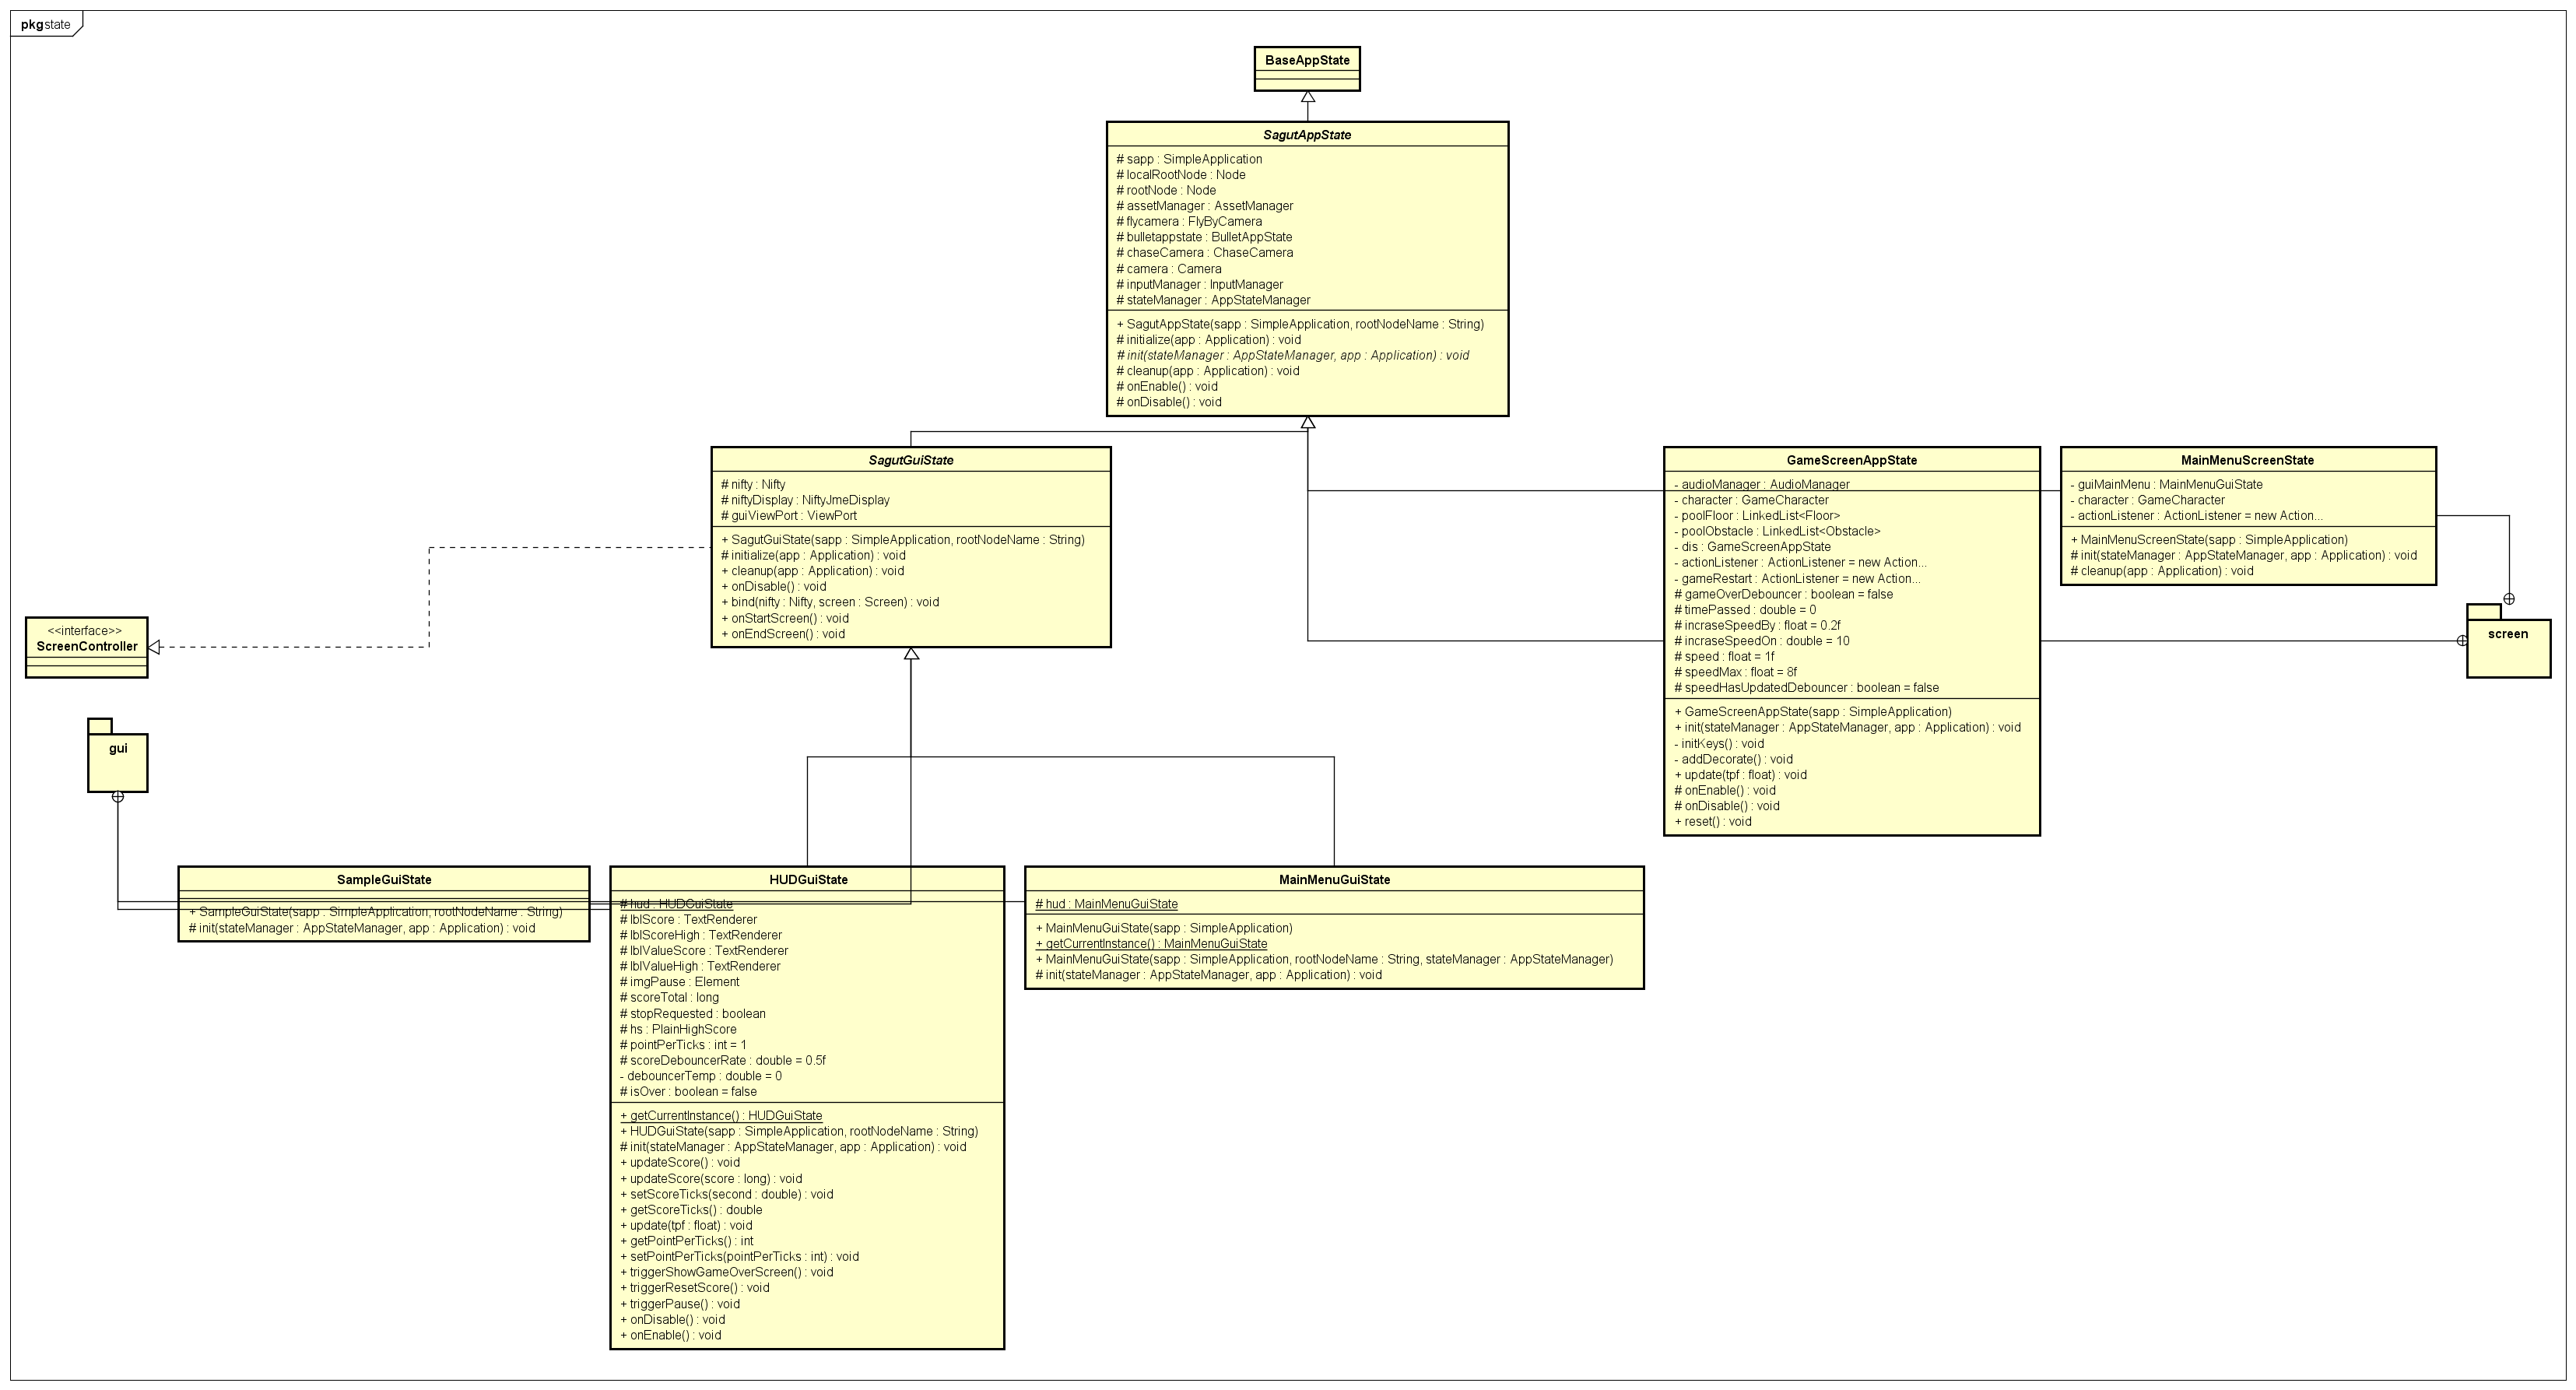 pkg state
BaseAppState
SagutAppState
# sapp : SimpleApplication
# localRootNode : Node
# rootNode : Node
# assetManager : AssetManager
# flycamera : FlyByCamera
# bulletappstate : BulletAppState
# chaseCamera : ChaseCamera
# camera : Camera
# inputManager : InputManager
# stateManager : AppStateManager
+ SagutAppState(sapp : SimpleApplication, rootNodeName : String)
# initialize(app : Application) : void
# init(stateManager : AppStateManager, app : Application) : void
# cleanup(app : Application) : void
# onEnable() : void
# onDisable() : void
SagutGuiState
# nifty : Nifty
# niftyDisplay : NiftyJmeDisplay
# guiViewPort : ViewPort
+ SagutGuiState(sapp : SimpleApplication, rootNodeName : String)
# initialize(app : Application) : void
+ cleanup(app : Application) : void
+ onDisable() : void
+ bind(nifty : Nifty, screen : Screen) : void
+ onStartScreen() : void
+ onEndScreen() : void
GameScreenAppState
- audioManager : AudioManager
- character : GameCharacter
- poolFloor : LinkedList<Floor>
- poolObstacle : LinkedList<Obstacle>
- dis : GameScreenAppState
- actionListener : ActionListener = new Action...
- gameRestart : ActionListener = new Action...
# gameOverDebouncer : boolean = false
# timePassed : double = 0
# incraseSpeedBy : float = 0.2f
# incraseSpeedOn : double = 10
# speed : float = 1f
# speedMax : float = 8f
# speedHasUpdatedDebouncer : boolean = false
+ GameScreenAppState(sapp : SimpleApplication)
+ init(stateManager : AppStateManager, app : Application) : void
- initKeys() : void
- addDecorate() : void
+ update(tpf : float) : void
# onEnable() : void
# onDisable() : void
+ reset() : void
MainMenuScreenState
- guiMainMenu : MainMenuGuiState
- character : GameCharacter
- actionListener : ActionListener = new Action...
+ MainMenuScreenState(sapp : SimpleApplication)
# init(stateManager : AppStateManager, app : Application) : void
# cleanup(app : Application) : void
<<interface>>
ScreenController
screen
gui
SampleGuiState
+ SampleGuiState(sapp : SimpleApplication, rootNodeName : String)
# init(stateManager : AppStateManager, app : Application) : void
HUDGuiState
# hud : HUDGuiState
# lblScore : TextRenderer
# lblScoreHigh : TextRenderer
# lblValueScore : TextRenderer
# lblValueHigh : TextRenderer
# imgPause : Element
# scoreTotal : long
# stopRequested : boolean
# hs : PlainHighScore
# pointPerTicks : int = 1
# scoreDebouncerRate : double = 0.5f
- debouncerTemp : double = 0
# isOver : boolean = false
+ getCurrentInstance() : HUDGuiState
+ HUDGuiState(sapp : SimpleApplication, rootNodeName : String)
# init(stateManager : AppStateManager, app : Application) : void
+ updateScore() : void
+ updateScore(score : long) : void
+ setScoreTicks(second : double) : void
+ getScoreTicks() : double
+ update(tpf : float) : void
+ getPointPerTicks() : int
+ setPointPerTicks(pointPerTicks : int) : void
+ triggerShowGameOverScreen() : void
+ triggerResetScore() : void
+ triggerPause() : void
+ onDisable() : void
+ onEnable() : void
MainMenuGuiState
# hud : MainMenuGuiState
+ MainMenuGuiState(sapp : SimpleApplication)
+ getCurrentInstance() : MainMenuGuiState
+ MainMenuGuiState(sapp : SimpleApplication, rootNodeName : String, stateManager : AppStateManager)
# init(stateManager : AppStateManager, app : Application) : void